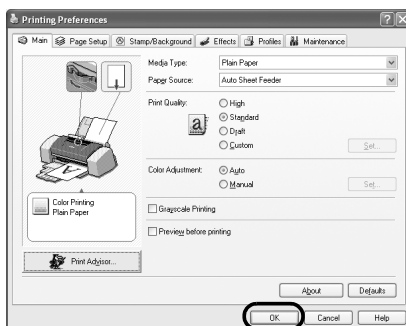 Printing Preferences
Main Page Setup Stamp/Background Effects Profiles Maintenance
Media Type: Plain Paper
Paper Source: Auto Sheet Feeder
Print Quality: High
Standard
Draft
Custom Set...
Color Adjustment: Auto
Manual Set...
Color Printing
Plain Paper
Grayscale Printing
Preview before printing
Print Advisor...
About Defaults
OK Cancel Help